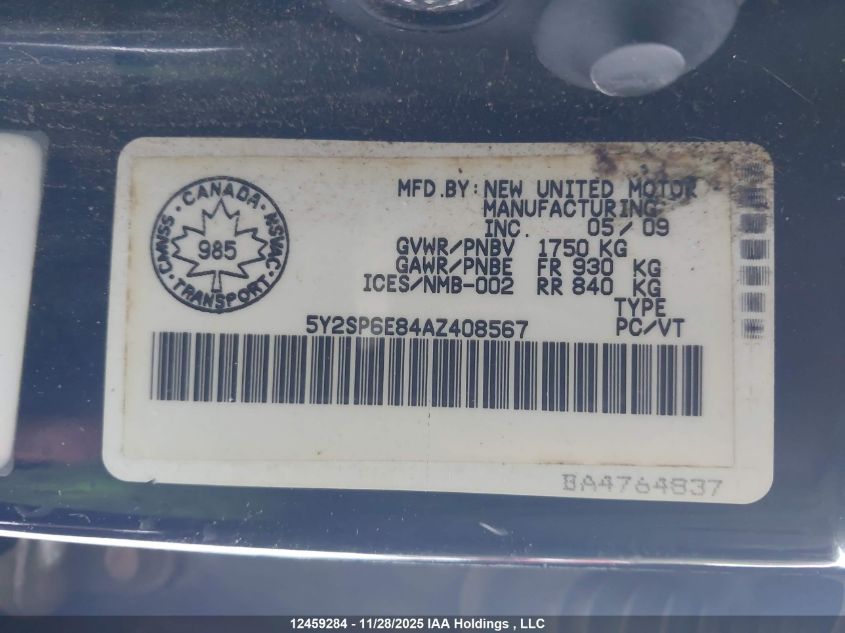 CMVSS · CANADA · NSVAC · TRANSPORT ·
985
MFD.BY: NEW UNITED MOTOR
MANUFACTURING
INC. 05/09
GVWR/PNBV 1750 KG
GAWR/PNBE FR 930 KG
ICES/NMB-002 RR 840 KG
TYPE
5Y2SP6E84AZ408567 PC/VT
BA4764837
12459284 - 11/28/2025 IAA Holdings , LLC